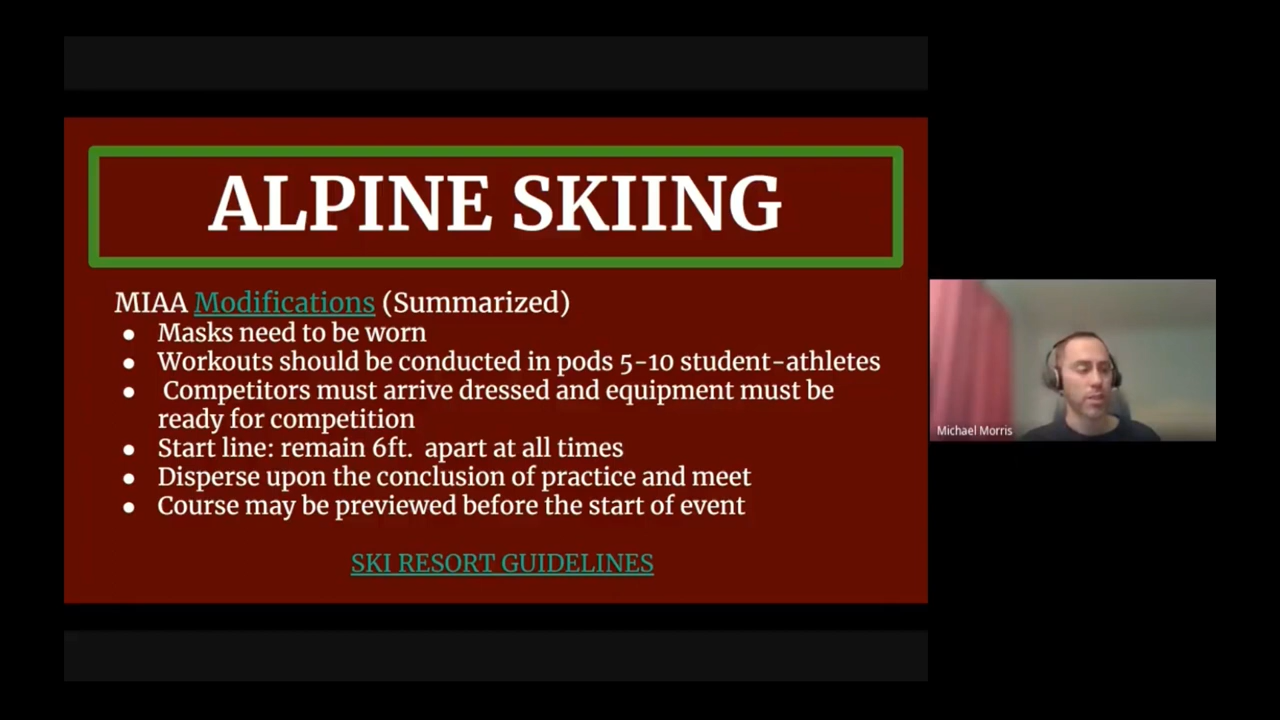 ALPINE SKIING
MIAA Modifications (Summarized)
● Masks need to be worn
● Workouts should be conducted in pods 5-10 student-athletes
● Competitors must arrive dressed and equipment must be
ready for competition
● Start line: remain 6ft. apart at all times
● Disperse upon the conclusion of practice and meet
● Course may be previewed before the start of event
SKI RESORT GUIDELINES
Michael Morris